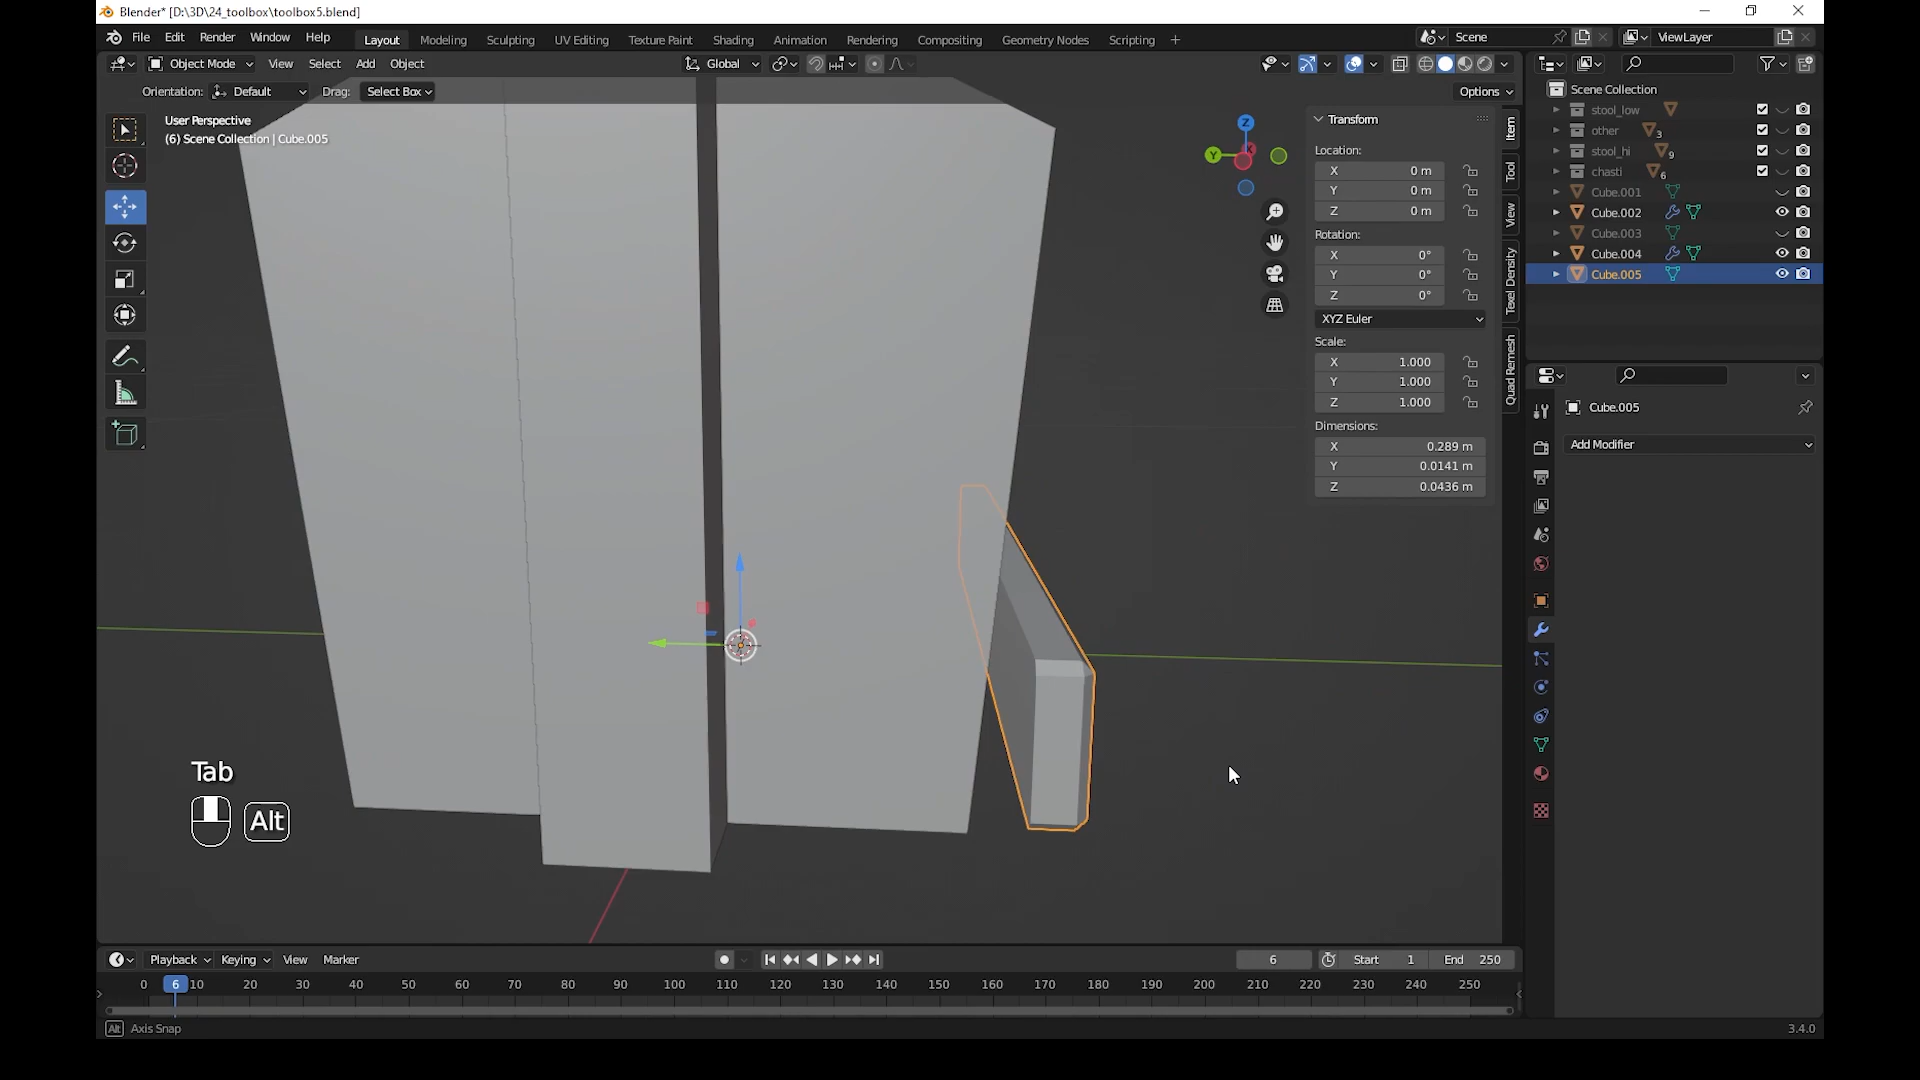 Blender* [D:\3D\24_toolbox\toolbox5.blend]
File Edit Render Window Help Layout Modeling Sculpting UV Editing Texture Paint Shading Animation Rendering Compositing Geometry Nodes Scripting + Scene ViewLayer
Object Mode View Select Add Object Global
Orientation: Default Drag: Select Box Options
User Perspective
(6) Scene Collection | Cube.005
Z
Y
X
Transform
Location:
X 0 m
Y 0 m
Z 0 m
Rotation:
X 0°
Y 0°
Z 0°
XYZ Euler
Scale:
X 1.000
Y 1.000
Z 1.000
Dimensions:
X 0.289 m
Y 0.0141 m
Z 0.0436 m
Item
Tool
View
Texel Density
Quad Remesh
Scene Collection
stool_low
other 3
stool_hi 9
chasti 6
Cube.001
Cube.002
Cube.003
Cube.004
Cube.005
Cube.005
Add Modifier
Tab
Alt
Playback Keying View Marker 6 Start 1 End 250
0 6 10 20 30 40 50 60 70 80 90 100 110 120 130 140 150 160 170 180 190 200 210 220 230 240 250
Alt Axis Snap 3.4.0